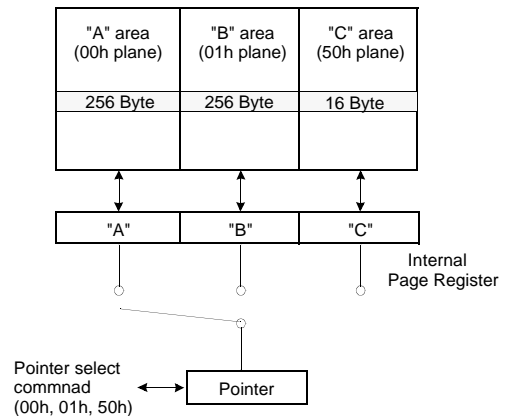 "A" area
(00h plane)
"B" area
(01h plane)
"C" area
(50h plane)
256 Byte
256 Byte
16 Byte
"A"
"B"
"C"
Internal
Page Register
Pointer select
commnad
(00h, 01h, 50h)
Pointer